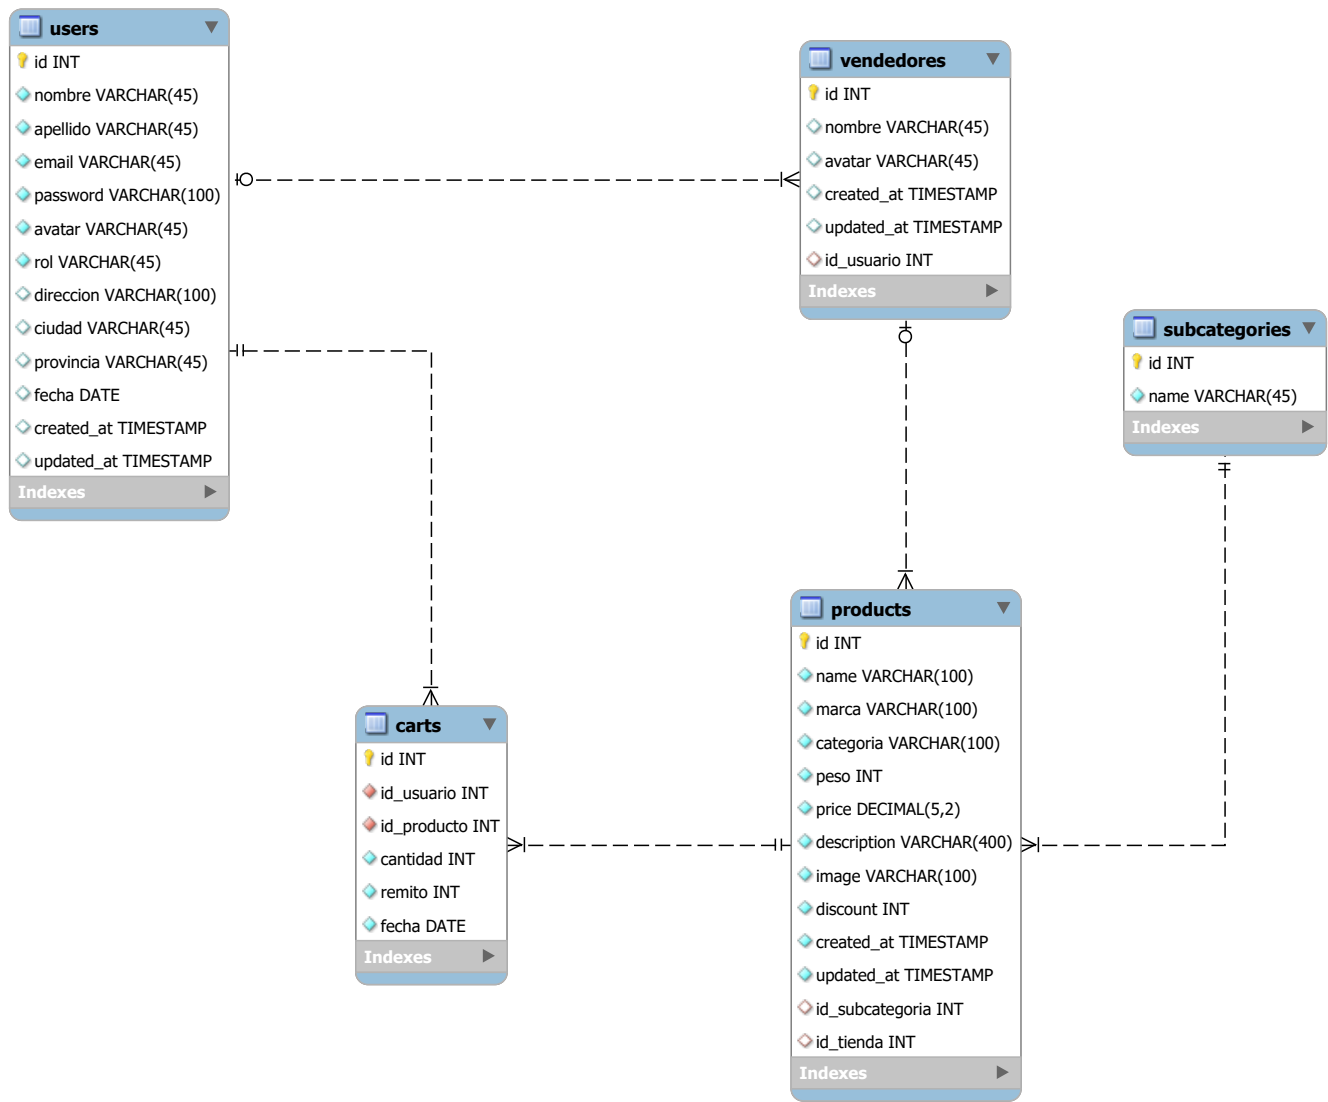 users
id INT
nombre VARCHAR(45)
apellido VARCHAR(45)
email VARCHAR(45)
password VARCHAR(100)
avatar VARCHAR(45)
rol VARCHAR(45)
direccion VARCHAR(100)
ciudad VARCHAR(45)
provincia VARCHAR(45)
fecha DATE
created_at TIMESTAMP
updated_at TIMESTAMP
Indexes
vendedores
id INT
nombre VARCHAR(45)
avatar VARCHAR(45)
created_at TIMESTAMP
updated_at TIMESTAMP
id_usuario INT
Indexes
subcategories
id INT
name VARCHAR(45)
Indexes
carts
id INT
id_usuario INT
id_producto INT
cantidad INT
remito INT
fecha DATE
Indexes
products
id INT
name VARCHAR(100)
marca VARCHAR(100)
categoria VARCHAR(100)
peso INT
price DECIMAL(5,2)
description VARCHAR(400)
image VARCHAR(100)
discount INT
created_at TIMESTAMP
updated_at TIMESTAMP
id_subcategoria INT
id_tienda INT
Indexes